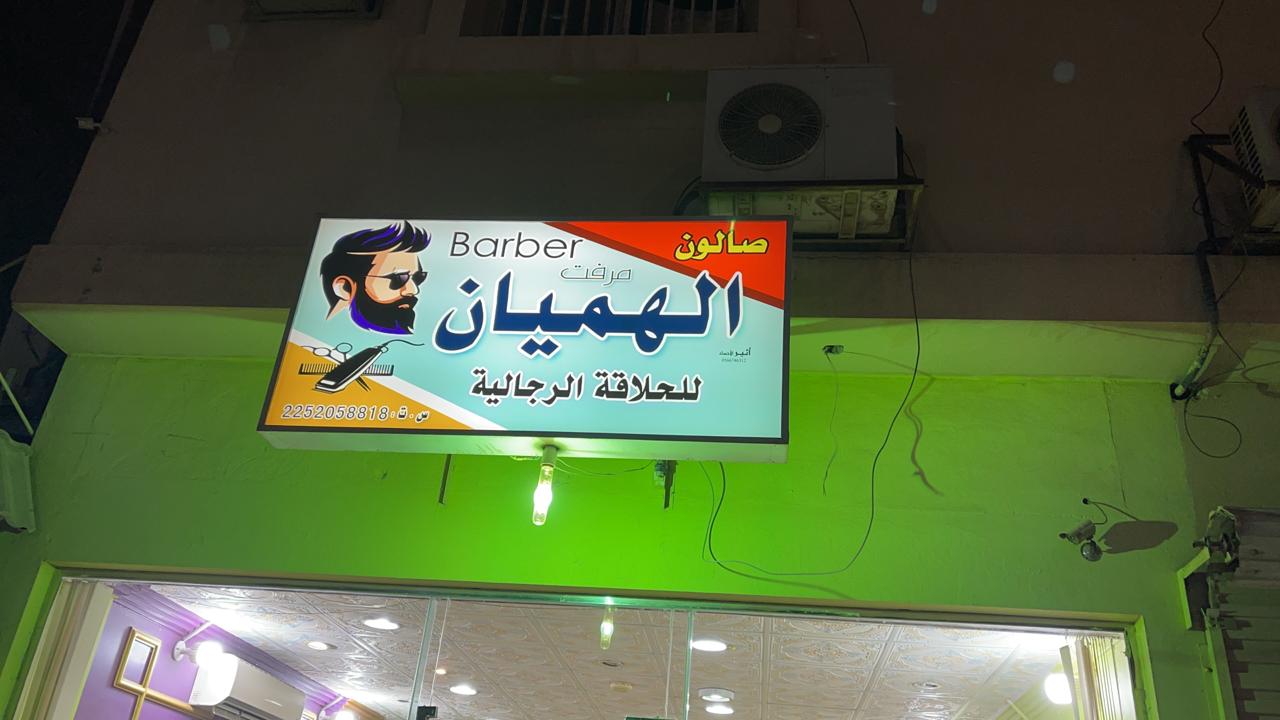 صالون
Barber
مرفت
الهميان
للحلاقة الرجالية
س.ت: 2252058818